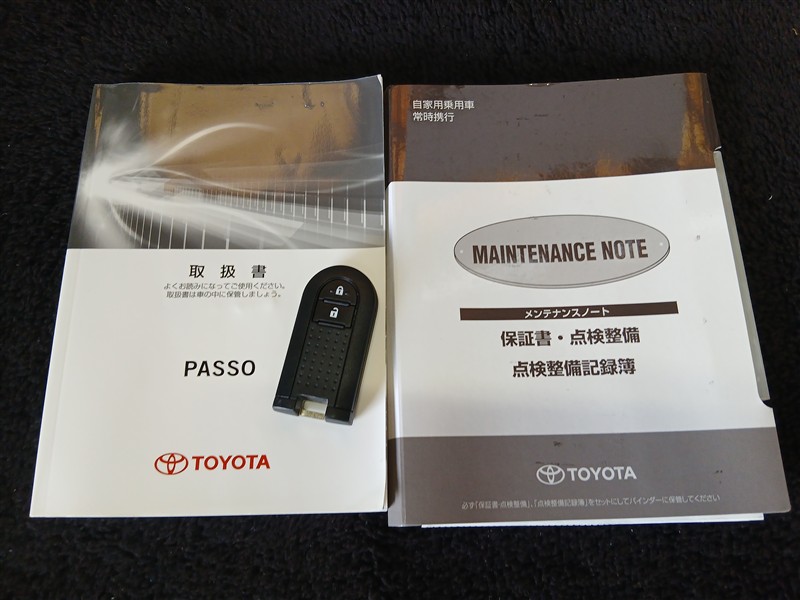 取扱書
よくお読みになってご使用ください。
取扱書は車の中に保管しましょう。
PASSO
TOYOTA
自家用乗用車
常時携行
MAINTENANCE NOTE
メンテナンスノート
保証書・点検整備
点検整備記録簿
TOYOTA
必ず「保証書・点検整備」、「点検整備記録簿」をセットにしてバインダーに保管してください